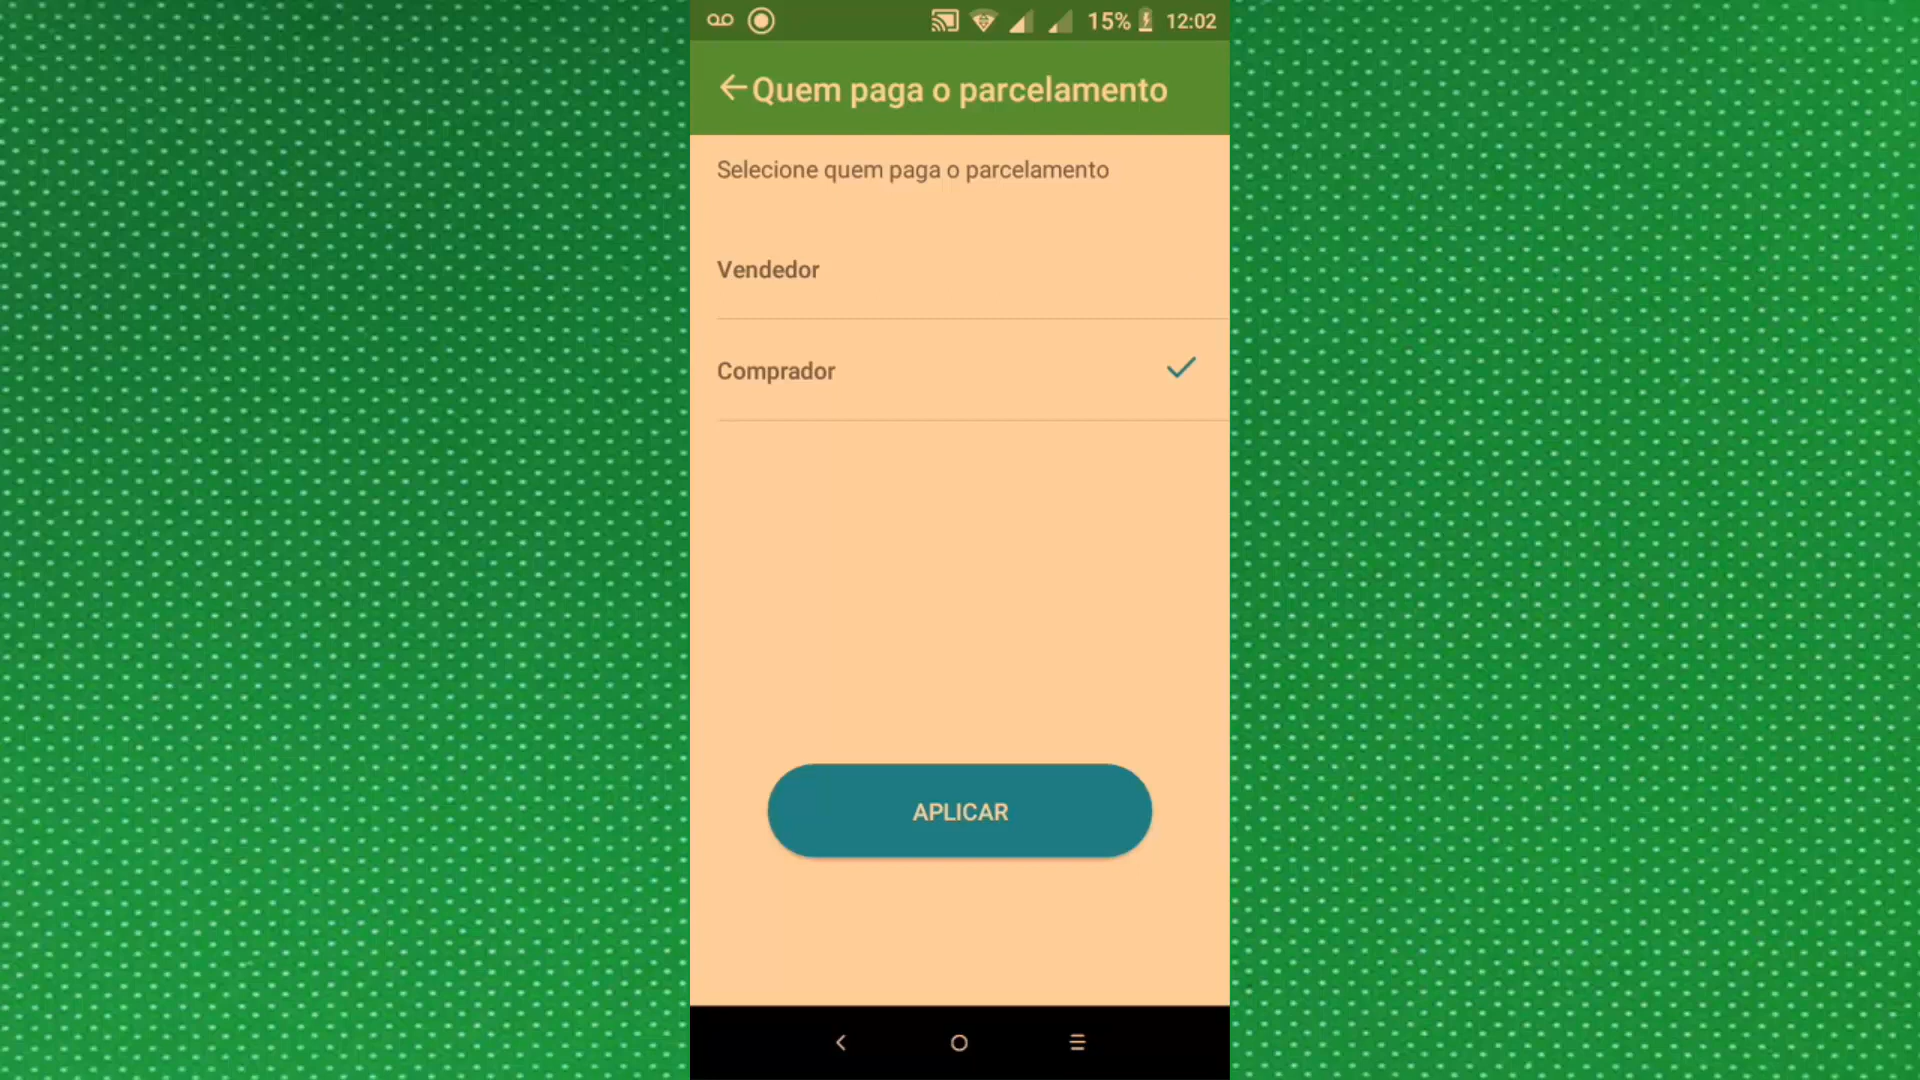 15% 12:02
Quem paga o parcelamento
Selecione quem paga o parcelamento
Vendedor
Comprador
APLICAR